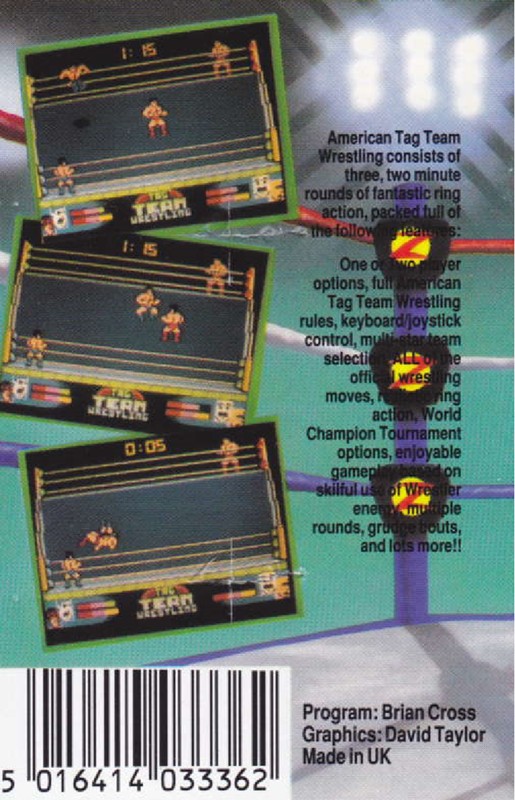 1:15
TAG
TEAM
WRESTLING
1:15
TAG
TEAM
WRESTLING
0:05
TAG
TEAM
WRESTLING
American Tag Team
Wrestling consists of
three, two minute
rounds of fantastic ring
action, packed full of
the following features:
One or two player
options, full American
Tag Team Wrestling
rules, keyboard/joystick
control, multi-star team
selection, ALL of the
official wrestling
moves, ring
action, World
Champion Tournament
options, enjoyable
gameplay based on
skilful use of Wrestler
energy, multiple
rounds, grudge bouts,
and lots more!!
5 016414 033362
Program: Brian Cross
Graphics: David Taylor
Made in UK